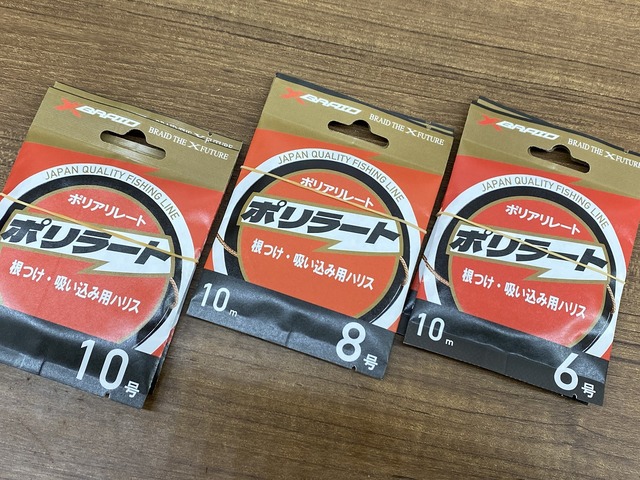 XBRAID
BRAID THE X FUTURE
JAPAN QUALITY FISHING LINE
ポリアリレート
ポリラート
根つけ・吸い込み用ハリス
10号
XBRAID
BRAID THE X FUTURE
JAPAN QUALITY FISHING LINE
ポリアリレート
ポリラート
根つけ・吸い込み用ハリス
10m
8号
XBRAID
BRAID THE X FUTURE
JAPAN QUALITY FISHING LINE
ポリアリレート
ポリラート
根つけ・吸い込み用ハリス
10m
6号